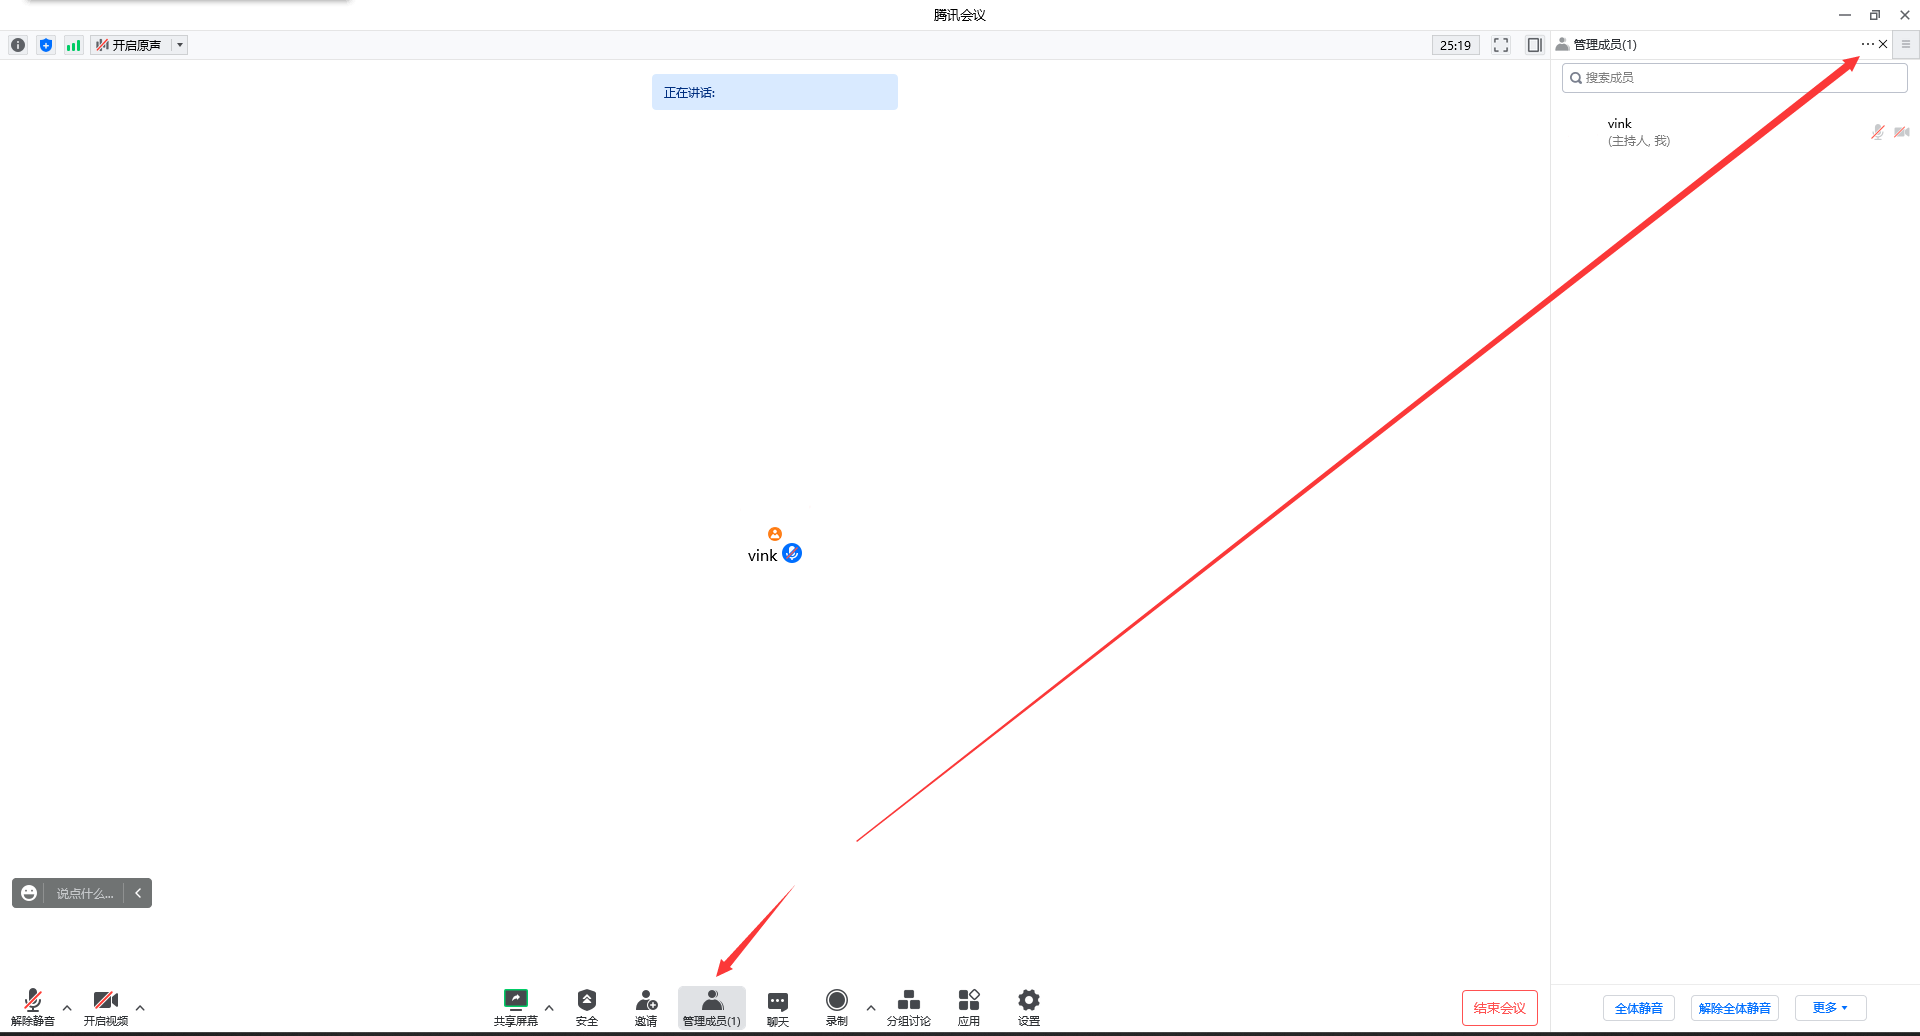 腾讯会议
开启原声
25:19
管理成员(1)
搜索成员
正在讲话:
vink
(主持人, 我)
vink
说点什么...
解除静音
开启视频
共享屏幕
安全
邀请
管理成员(1)
聊天
录制
分组讨论
应用
设置
结束会议
全体静音
解除全体静音
更多